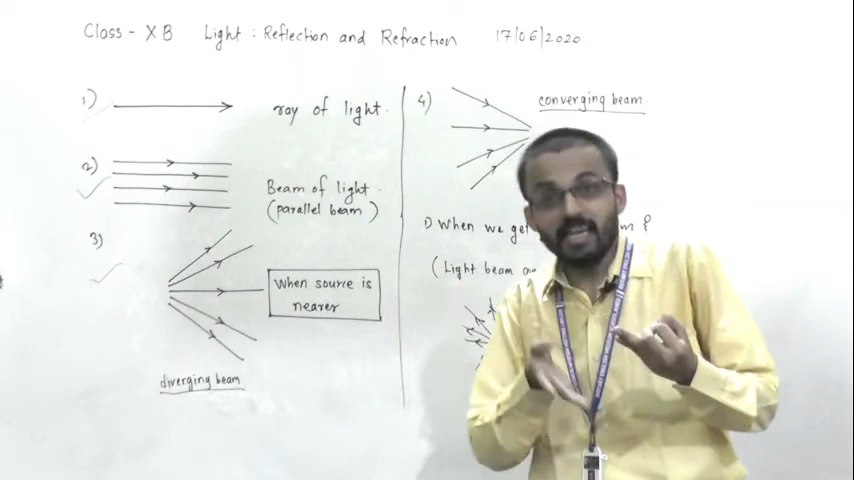 Class - X B Light : Reflection and Refraction 17/06/2020.
1) ray of light.
2) Beam of light.
(parallel beam)
3) When source is
nearer
diverging beam
4) converging beam
1) When we get
(Light beam